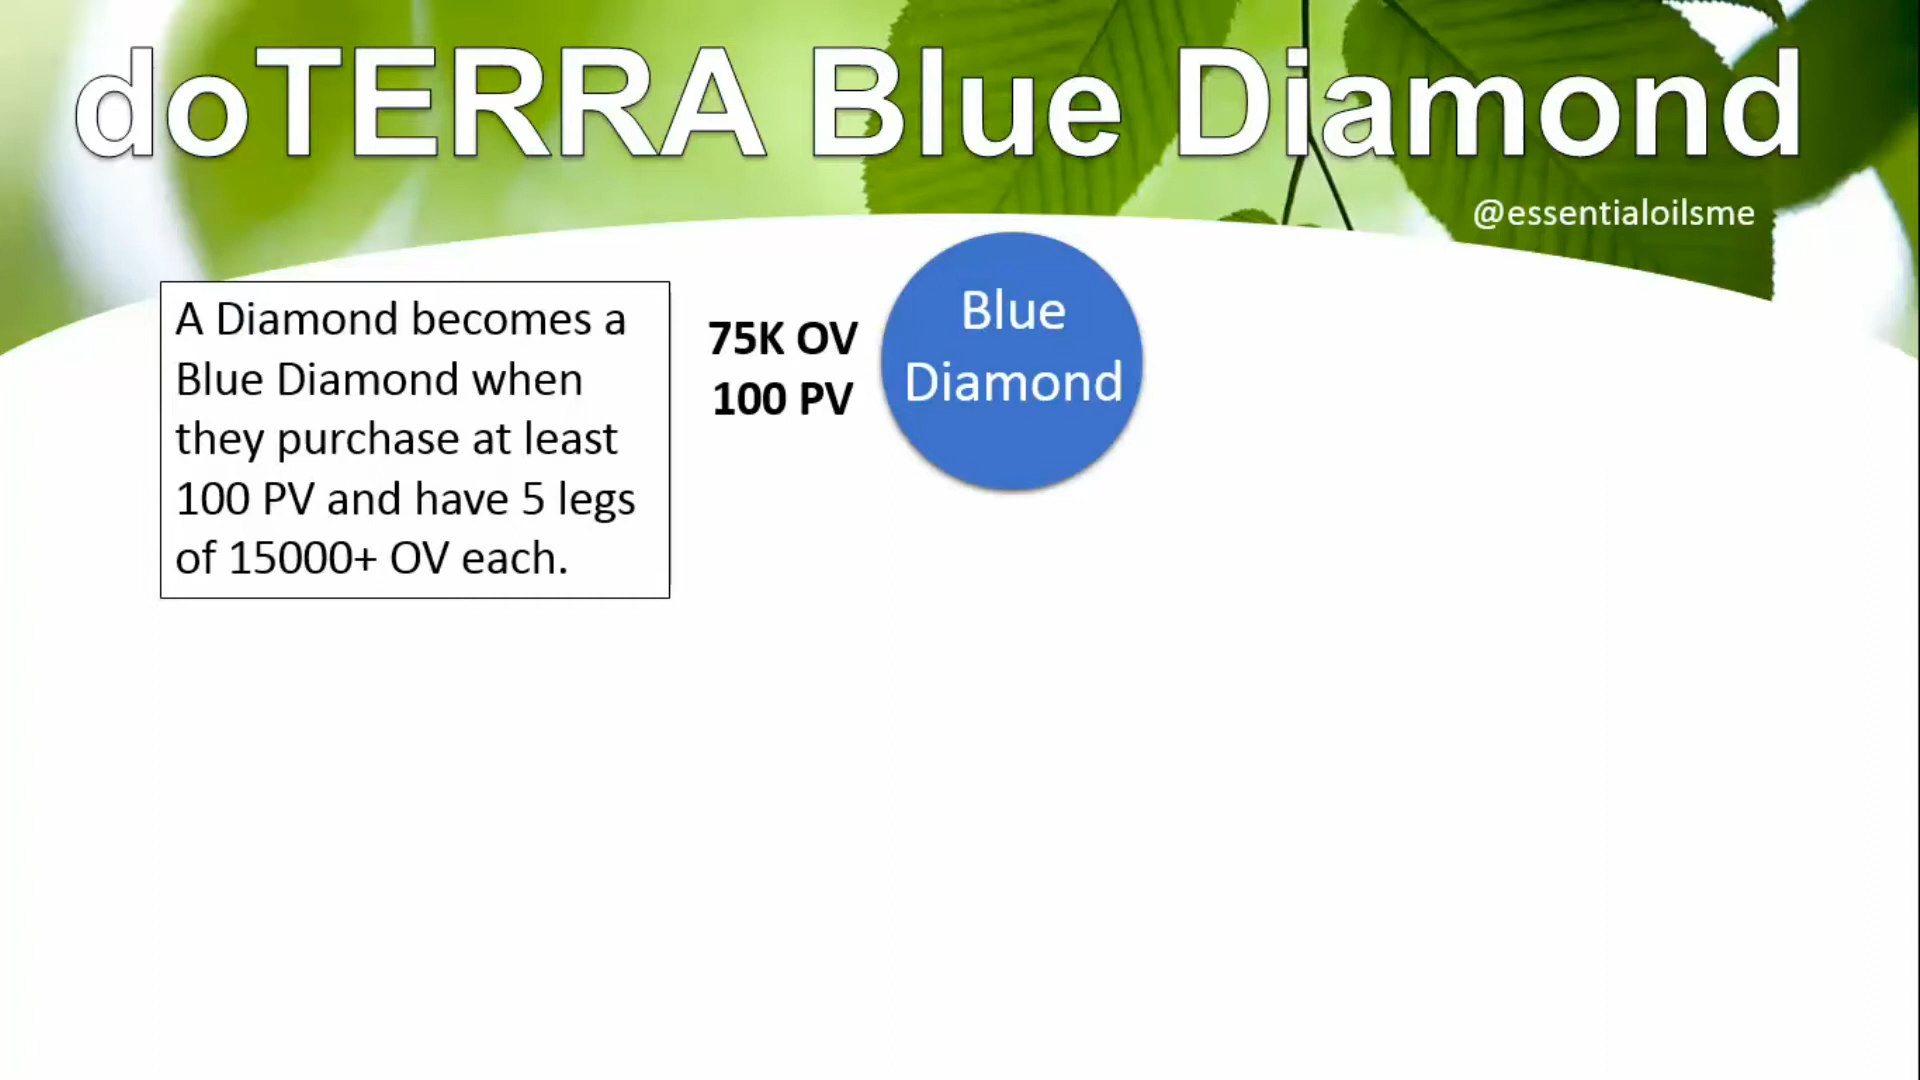 doTERRA Blue Diamond
@essentialoilsme
A Diamond becomes a
Blue Diamond when
they purchase at least
100 PV and have 5 legs
of 15000+ OV each.
75K OV
100 PV
Blue
Diamond